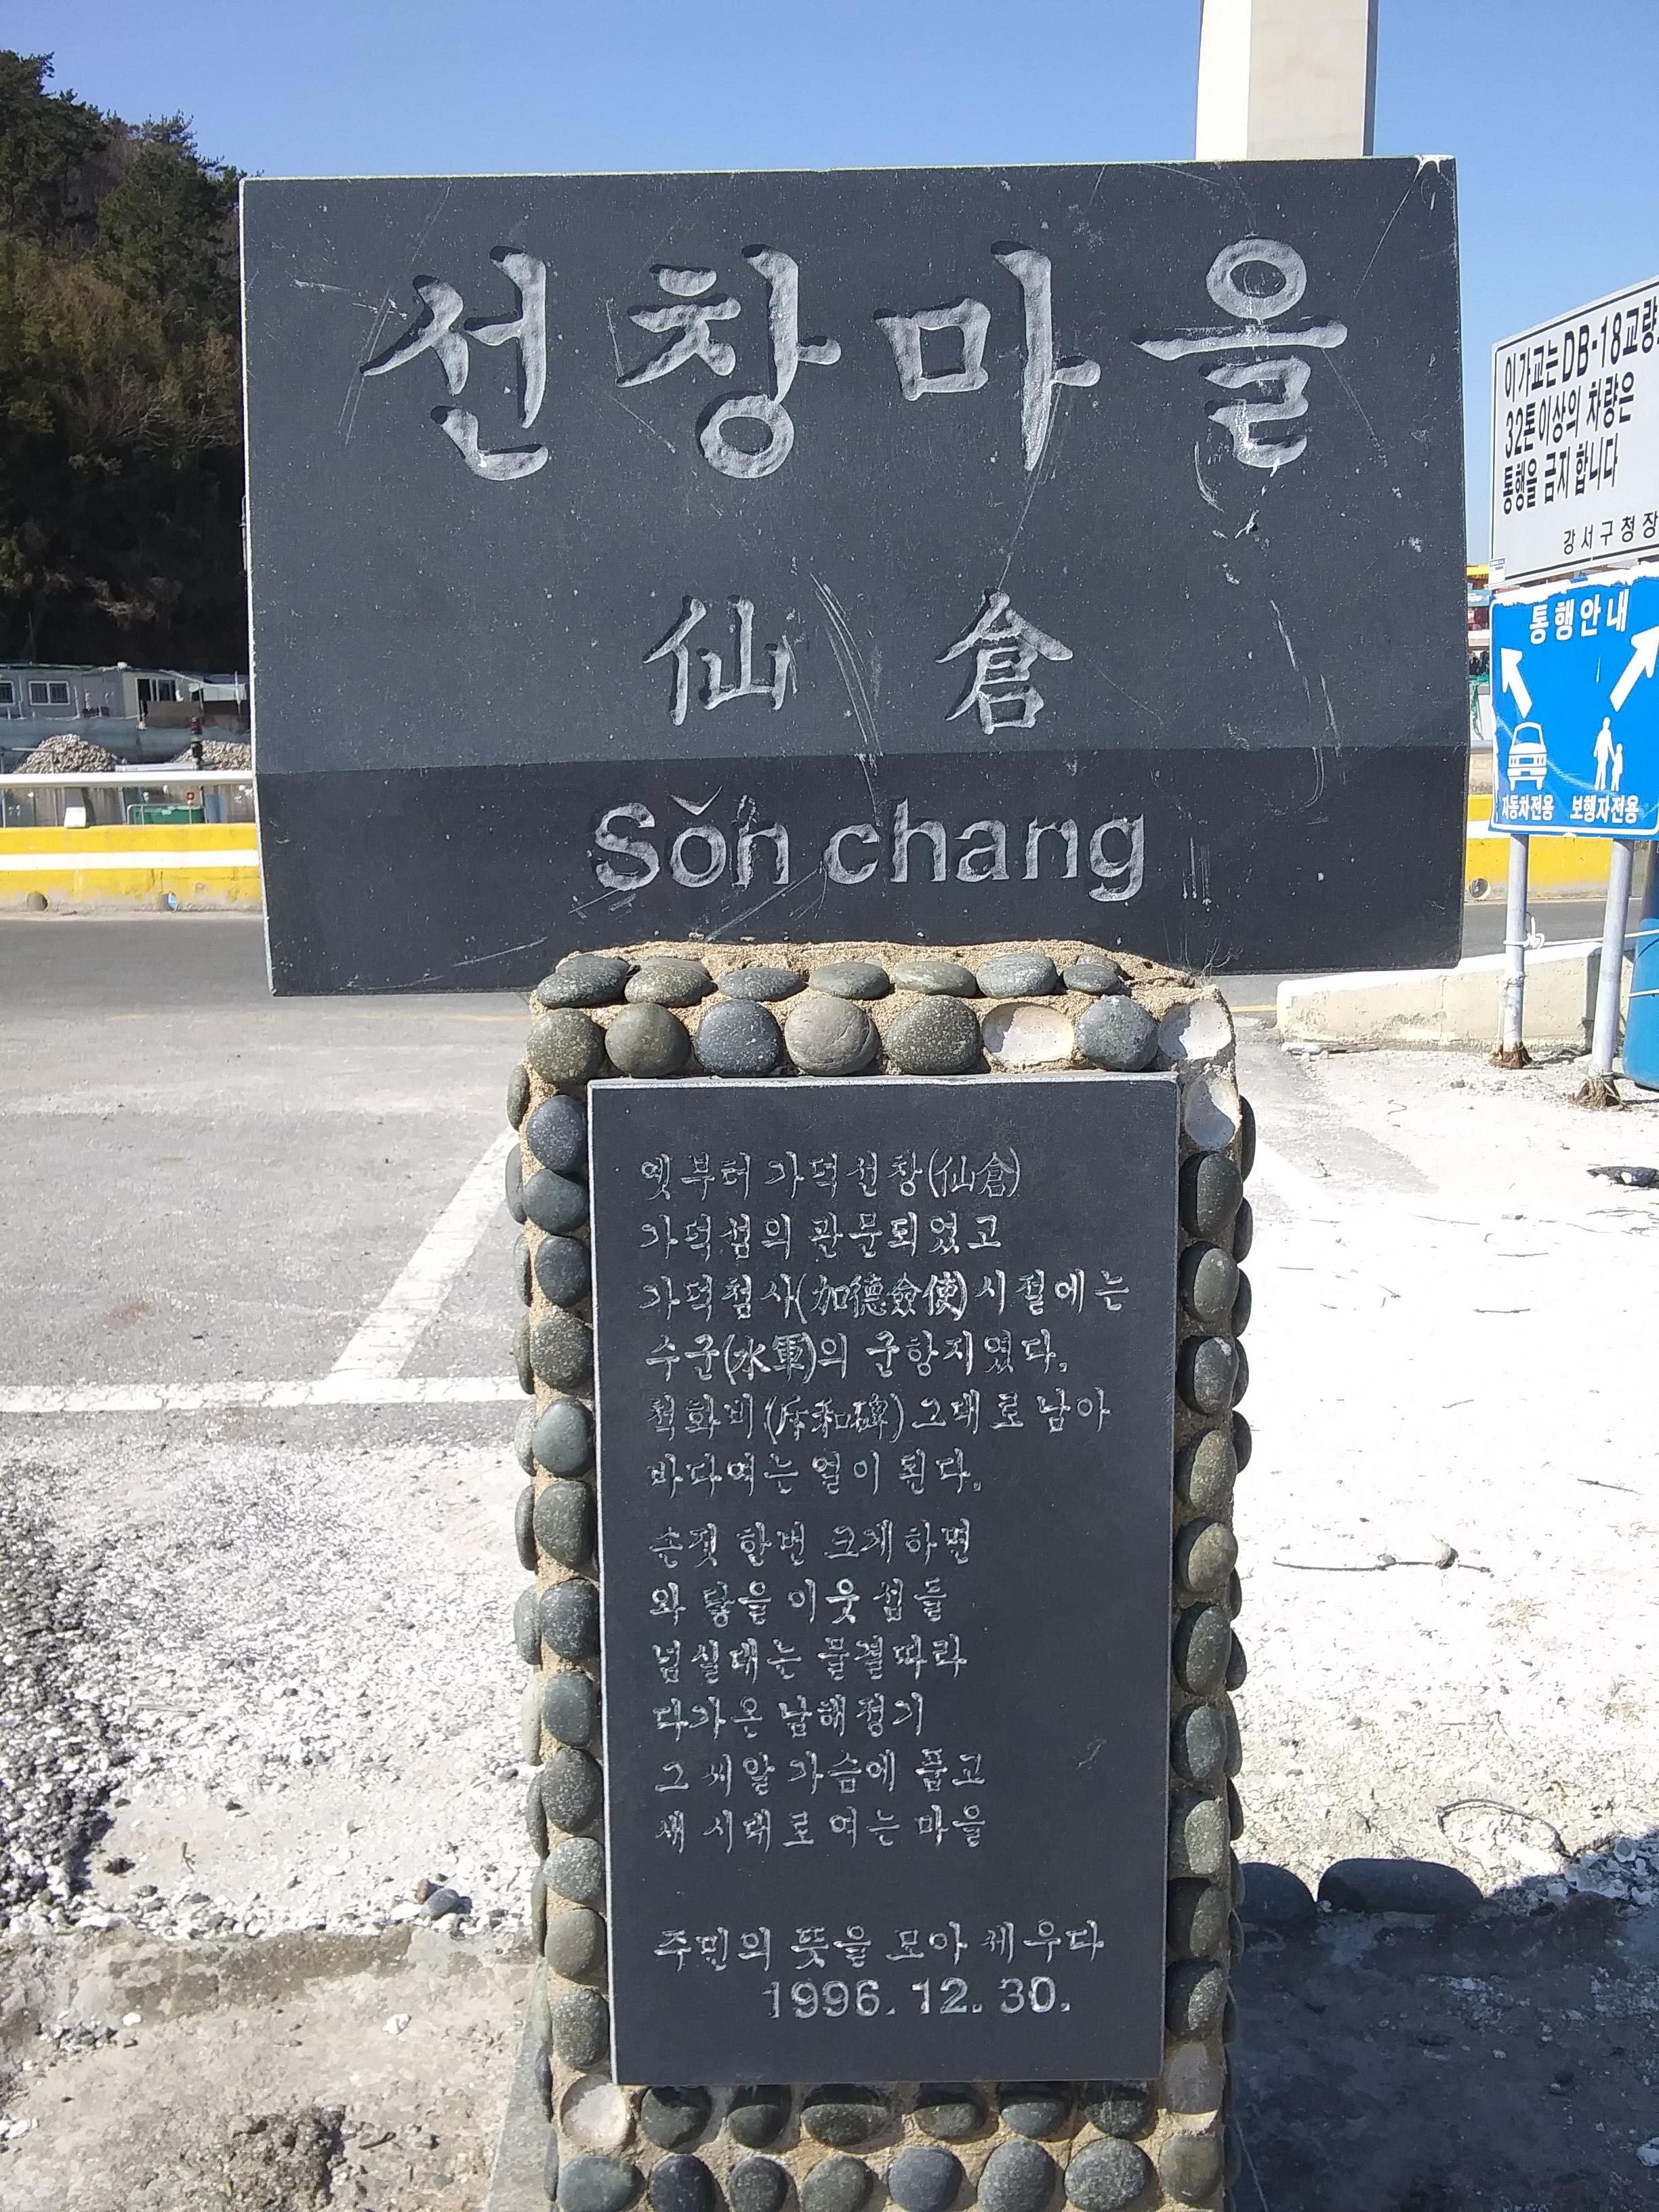 선창마을
仙倉
Sŏn chang
옛부터 가덕선창(仙倉)
가덕섬의 관문되었고
가덕첨사(加德僉使)시절에는
수군(水軍)의 군항지였다.
척화비(斥和碑)그대로 남아
바다여는 얼이 된다.
손짓 한번 크게하면
와 닿을 이웃 섬들
넘실대는 물결따라
다가온 남해정기
그 씨알 가슴에 품고
새 시대로 여는 마을
주민의 뜻을 모아 세우다
1996. 12. 30.
이가교는DB-18교량
32톤이상의 차량은
통행을 금지합니다
강서구청장
통행안내
자동차전용 보행자전용